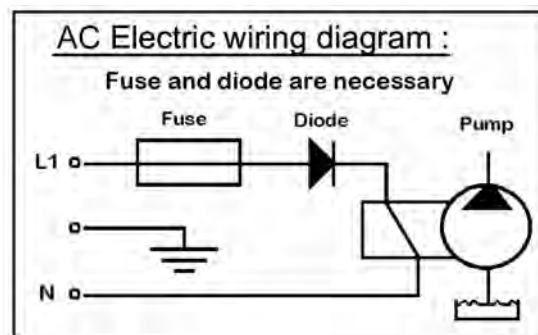 AC Electric wiring diagram :
Fuse and diode are necessary
Fuse Diode Pump
L1
N